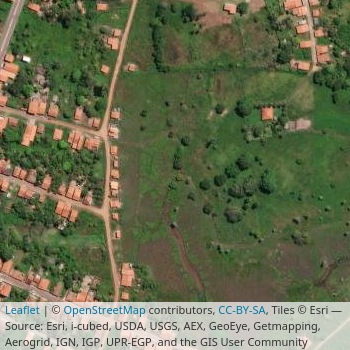 Leaflet | © OpenStreetMap contributors, CC-BY-SA, Tiles © Esri —
Source: Esri, i-cubed, USDA, USGS, AEX, GeoEye, Getmapping,
Aerogrid, IGN, IGP, UPR-EGP, and the GIS User Community